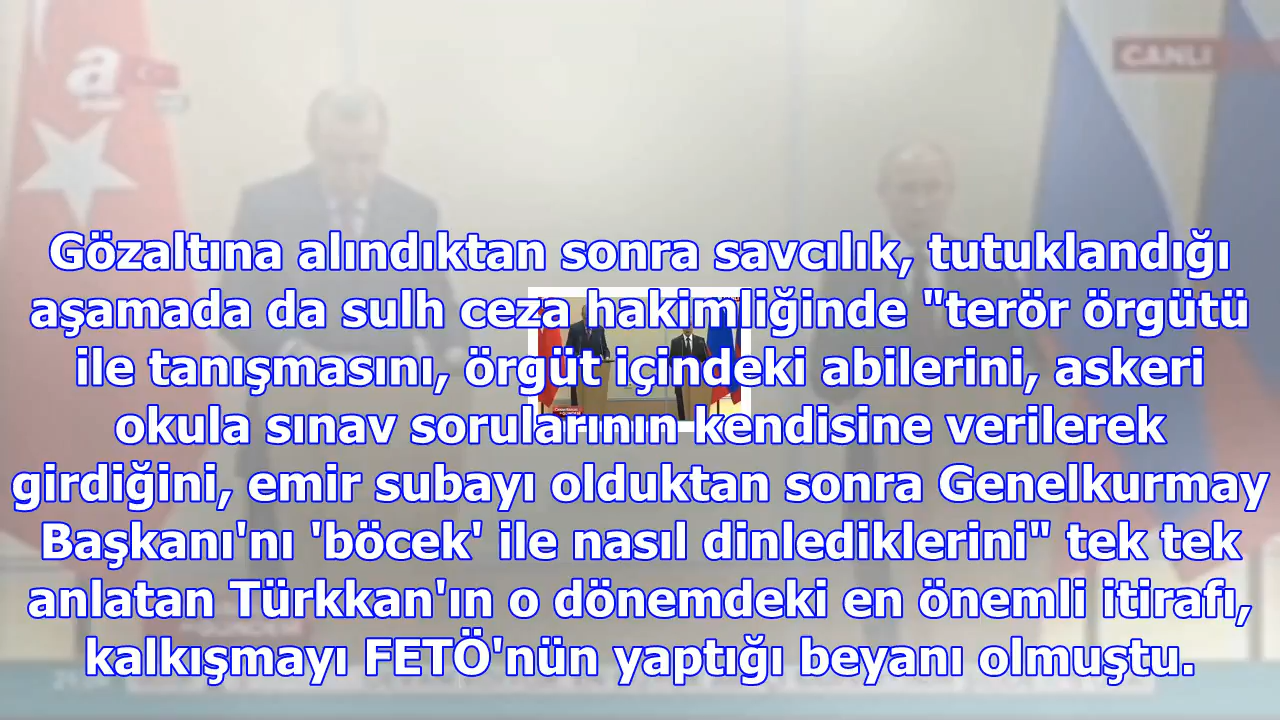 a
CANLI
Gözaltına alındıktan sonra savcılık, tutuklandığı
aşamada da sulh ceza hakimliğinde "terör örgütü
ile tanışmasını, örgüt içindeki abilerini, askeri
okula sınav sorularının kendisine verilerek
girdiğini, emir subayı olduktan sonra Genelkurmay
Başkanı'nı 'böcek' ile nasıl dinlediklerini" tek tek
anlatan Türkkan'ın o dönemdeki en önemli itirafı,
kalkışmayı FETÖ'nün yaptığı beyanı olmuştu.